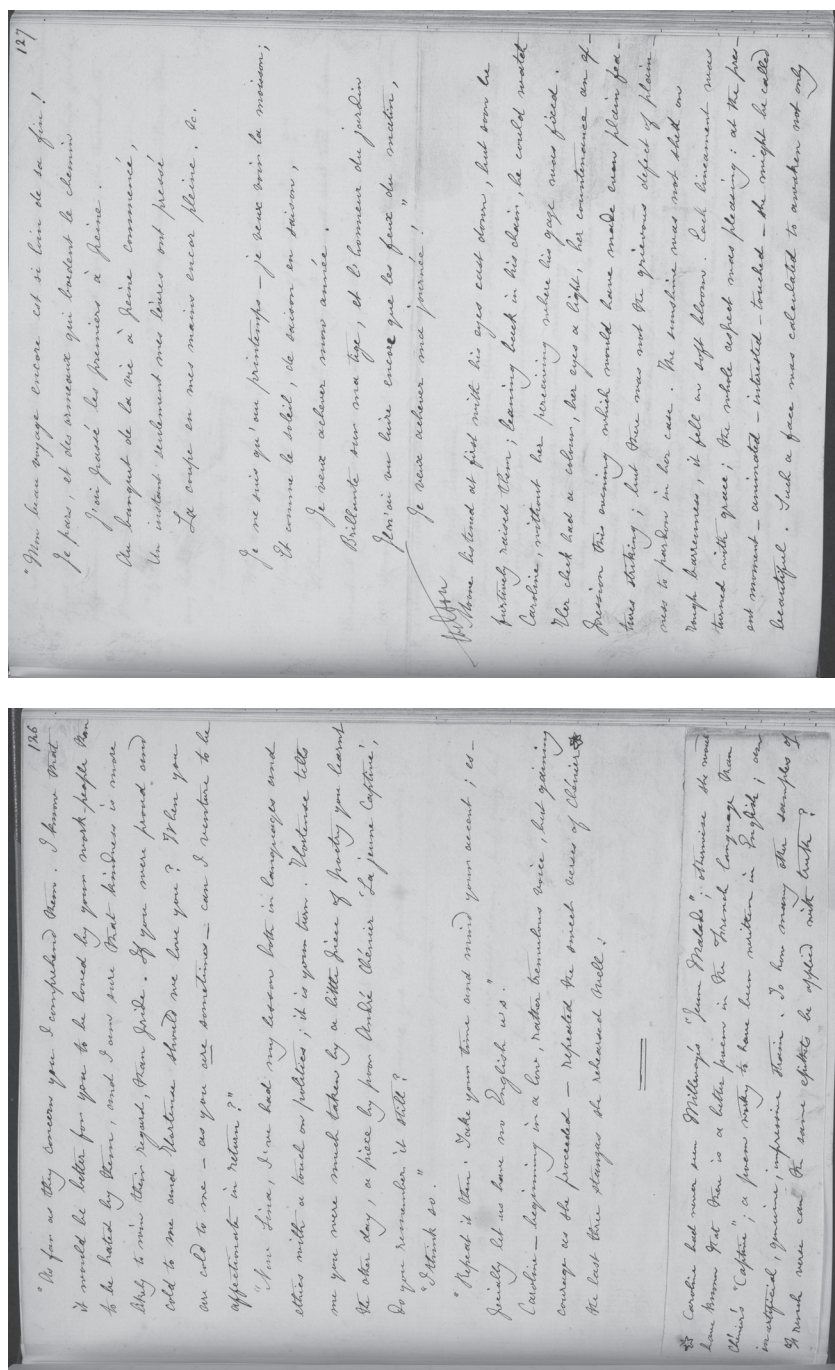 126
"As far as they concern you I comprehend them. I know that
it would be better for you to be loved by your work-people than
to be hated by them, and I am sure that kindness is more
likely to win their regard, than pride. If you were proud and
cold to me and Hortense should we love you? When you
are cold to me – as you are sometimes – can I venture to be
affectionate in return?"
"Now Lina, I've had my lesson both in languages and
ethics with a touch on politics; it is your turn. Hortense tells
me you were much taken by a little piece of poetry you learnt
the other day, a piece by poor André Chénier 'La jeune Captive',
do you remember it still?
"I think so."
"Repeat it then. Take your time and mind your accent; es-
pecially let us have no English u's."
Caroline – beginning in a low, rather tremulous voice, but gaining
courage as she proceeded – repeated the sweet verses of Chénier*
the last three stanzas she rehearsed well.
* Caroline had never seen Millevoye's "Jeune Malade"; otherwise she would
have known that there is a better poem in the French language than
Chénier's "Captive"; a poem worthy to have been written in English; an
inartificial, genuine, impressive strain. To how many other samples of
French verse can the same epithets be applied with truth?
127
"Mon beau voyage encore est si loin de sa fin!
Je pars, et des ormeaux qui bordent le chemin
J'ai passé les premiers à peine.
Au banquet de la vie à peine commencé,
Un instant seulement mes lèvres ont pressé
La coupe en mes mains encor pleine. &c.
Je ne suis qu'au printemps – je veux voir la moisson;
Et comme le soleil, de saison en saison,
Je veux achever mon année.
Brillante sur ma tige, et l'honneur du jardin
Je n'ai vu luire encore que les feux du matin,
Je veux achever ma journée!"
Moore listened at first with his eyes cast down, but soon he
furtively raised them; leaning back in his chair, he could watch
Caroline, without her perceiving where his gaze was fixed.
Her cheek had a colour, her eyes a light, her countenance an ex-
pression this evening which would have made even plain fea-
tures striking; but there was not the grievous defect of plain-
ness to pardon in her case. The sunshine was not shed on
rough barrenness, it fell on soft bloom. Each lineament was
turned with grace; the whole aspect was pleasing: at the pres-
ent moment – animated – interested – touched – she might be called
beautiful. Such a face was calculated to awaken not only